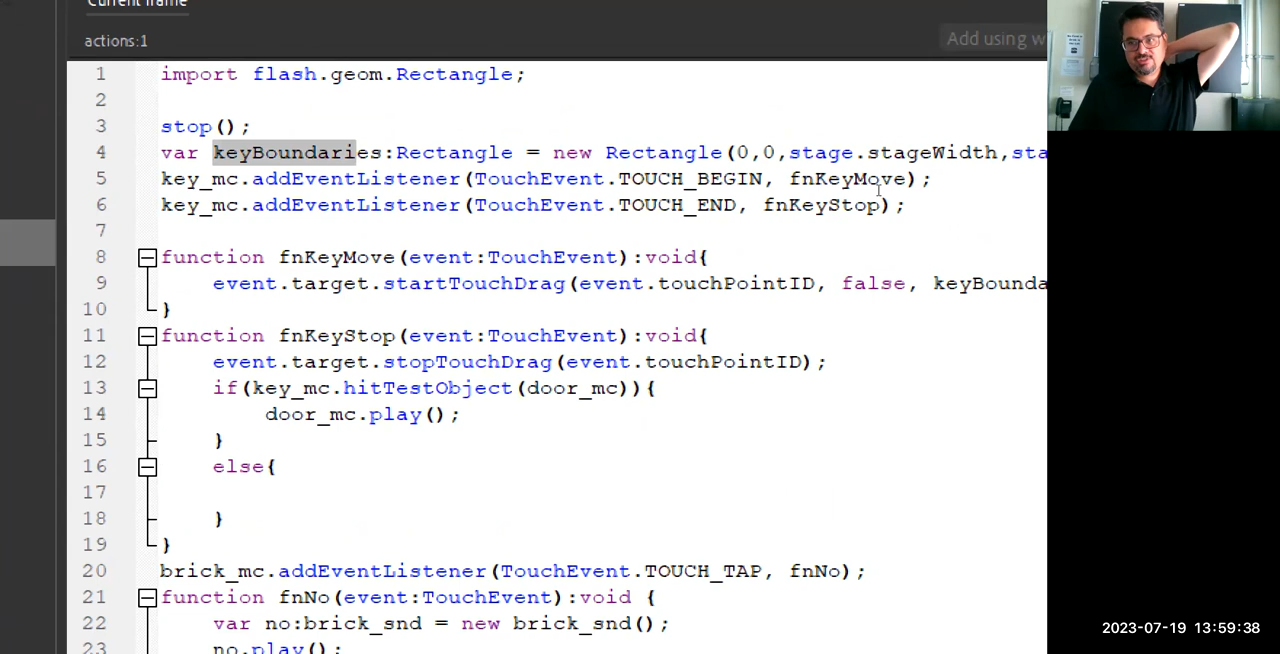 Current frame
actions:1
Add using w
1 import flash.geom.Rectangle;
2
3 stop();
4 var keyBoundaries:Rectangle = new Rectangle(0,0,stage.stageWidth,sta
5 key_mc.addEventListener(TouchEvent.TOUCH_BEGIN, fnKeyMove);
6 key_mc.addEventListener(TouchEvent.TOUCH_END, fnKeyStop);
7
8 function fnKeyMove(event:TouchEvent):void{
9 event.target.startTouchDrag(event.touchPointID, false, keyBounda
10 }
11 function fnKeyStop(event:TouchEvent):void{
12 event.target.stopTouchDrag(event.touchPointID);
13 if(key_mc.hitTestObject(door_mc)){
14 door_mc.play();
15 }
16 else{
17
18 }
19 }
20 brick_mc.addEventListener(TouchEvent.TOUCH_TAP, fnNo);
21 function fnNo(event:TouchEvent):void {
22 var no:brick_snd = new brick_snd();
23 no.play();
2023-07-19 13:59:38